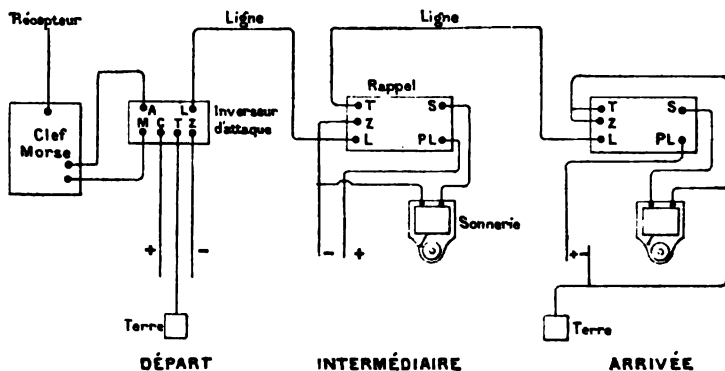 Récepteur
Ligne
Ligne
Rappel
A L
M C T Z
Inverseur
d'attaque
Clef
Morse
T S
Z
L PL
T S
Z
L PL
Sonnerie
+ -
- +
+ -
Terre
Terre
DÉPART INTERMÉDIAIRE ARRIVÉE